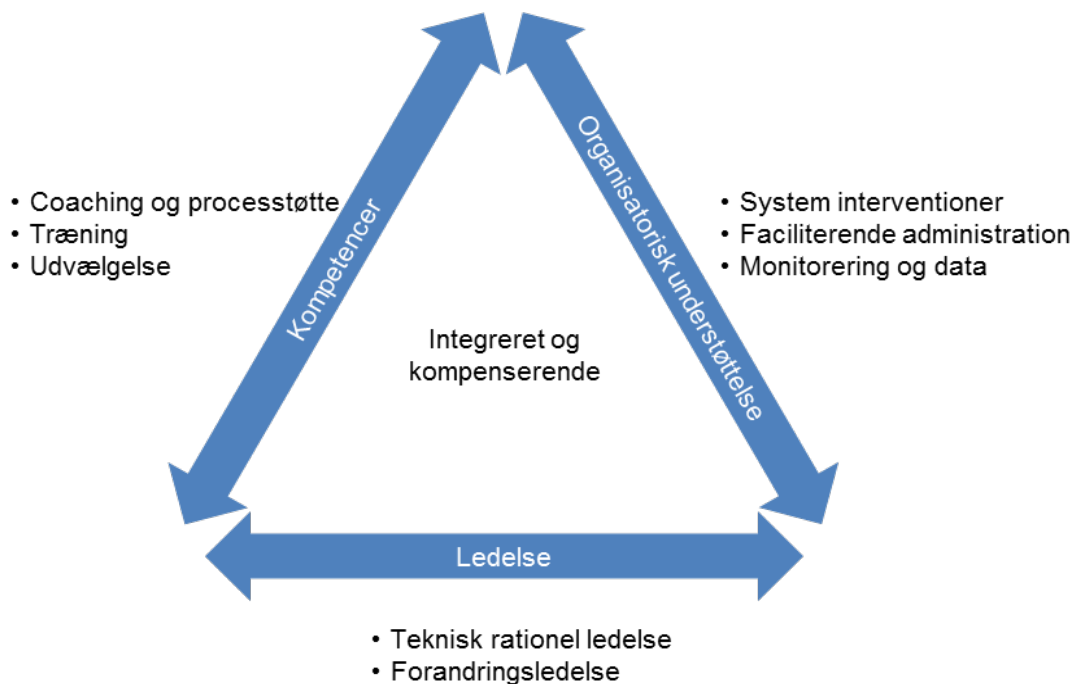 Organisatorisk understøttelse
Kompetencer
• Coaching og processtøtte
• Træning
• Udvælgelse
• System interventioner
• Faciliterende administration
• Monitorering og data
Integreret og
kompenserende
Ledelse
• Teknisk rationel ledelse
• Forandringsledelse